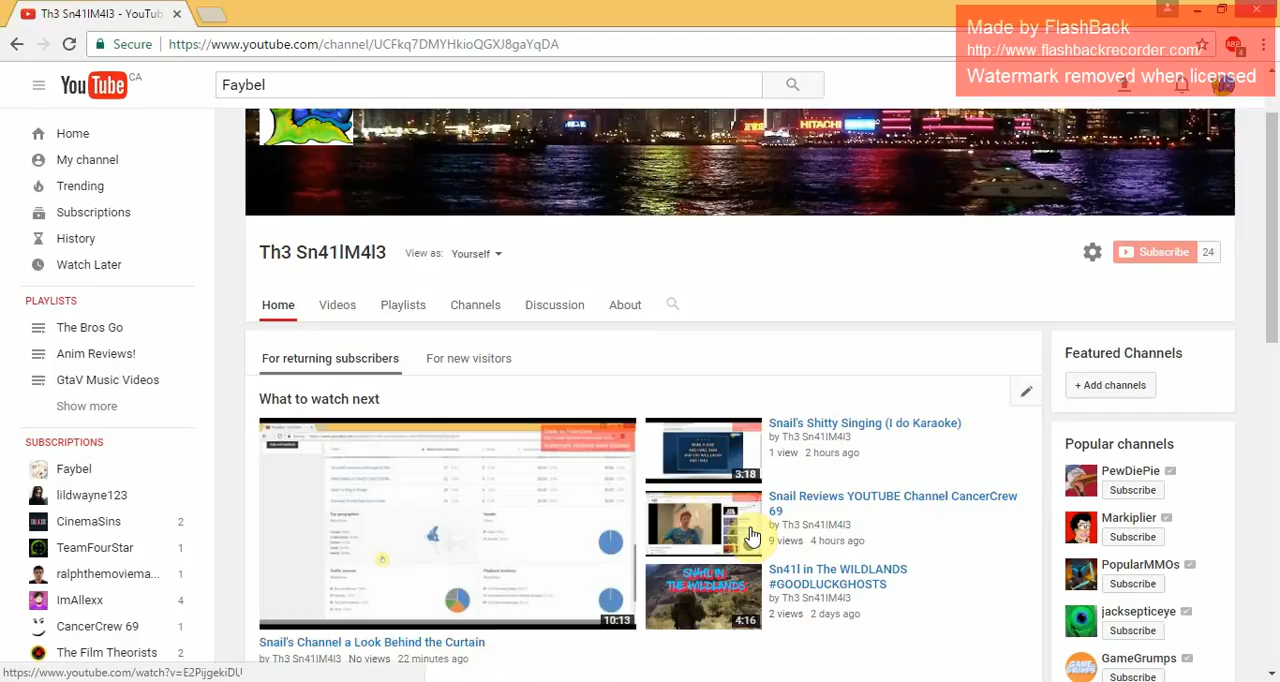 Th3 Sn41lM4l3 - YouTub
Made by FlashBack
http://www.flashbackrecorder.com/
Watermark removed when licensed
Secure
https://www.youtube.com/channel/UCFkq7DMYHkioQGXJ8gaYqDA
YouTube CA
Faybel
Home
My channel
Trending
Subscriptions
History
Watch Later
PLAYLISTS
The Bros Go
Anim Reviews!
GtaV Music Videos
Show more
SUBSCRIPTIONS
Faybel
lildwayne123
CinemaSins 2
TeamFourStar 1
ralphthemoviema... 1
ImAllexx 4
CancerCrew 69 1
The Film Theorists 2
HITACHI
Th3 Sn41lM4l3
View as: Yourself
Subscribe 24
Home Videos Playlists Channels Discussion About
For returning subscribers For new visitors
What to watch next
10:13
Snail's Channel a Look Behind the Curtain
by Th3 Sn41lM4l3 No views 22 minutes ago
3:18
Snail's Shitty Singing (I do Karaoke)
by Th3 Sn41lM4l3
1 view 2 hours ago
Snail Reviews YOUTUBE Channel CancerCrew
69
by Th3 Sn41lM4l3
9 views 4 hours ago
SNAIL IN
THE WILDLANDS
4:16
Sn41l in The WILDLANDS
#GOODLUCKGHOSTS
by Th3 Sn41lM4l3
2 views 2 days ago
Featured Channels
+ Add channels
Popular channels
PewDiePie
Subscribe
Markiplier
Subscribe
PopularMMOs
Subscribe
jacksepticeye
Subscribe
GAME GRUMPS
GameGrumps
Subscribe
https://www.youtube.com/watch?v=E2PijgekiDU